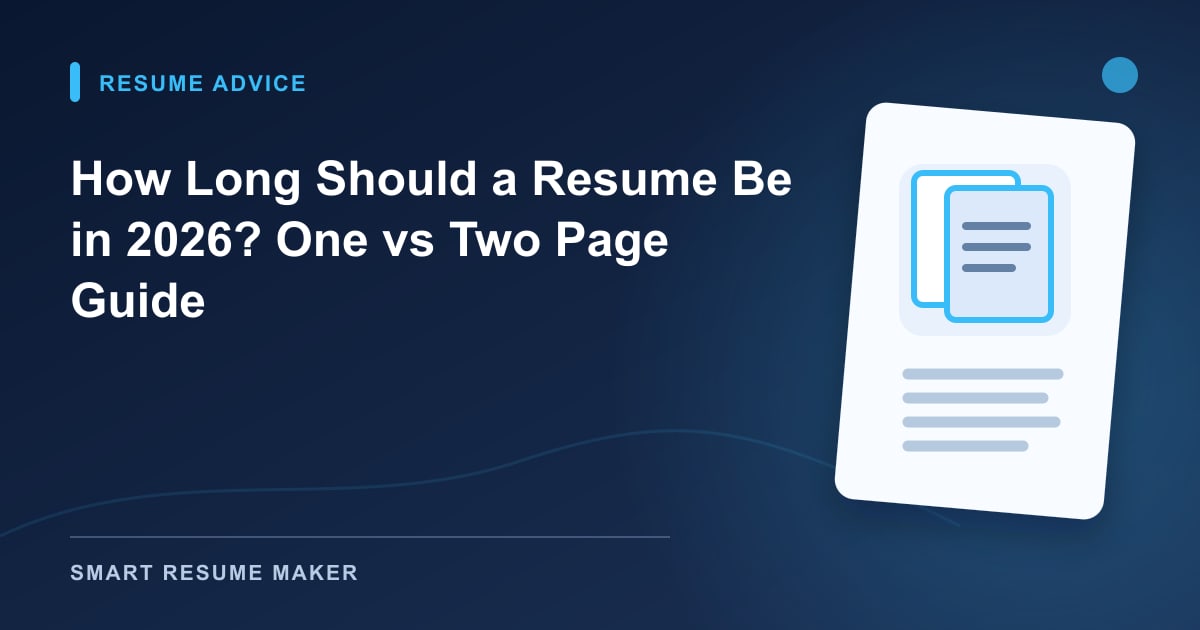 RESUME ADVICE
How Long Should a Resume Be
in 2026? One vs Two Page
Guide
SMART RESUME MAKER